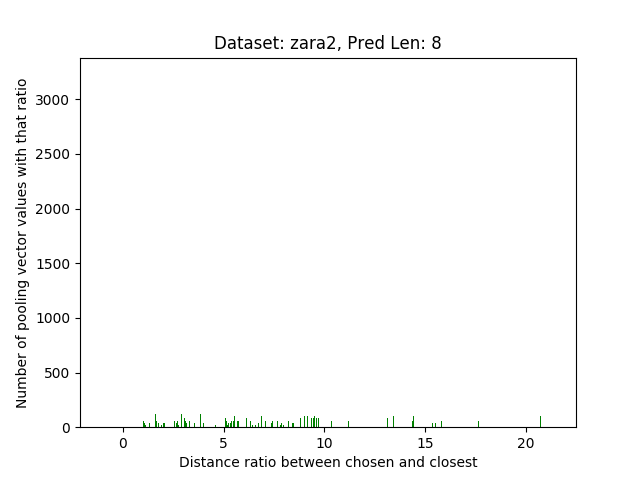 Dataset: zara2, Pred Len: 8
Number of pooling vector values with that ratio
3000
2500
2000
1500
1000
500
0
0 5 10 15 20
Distance ratio between chosen and closest